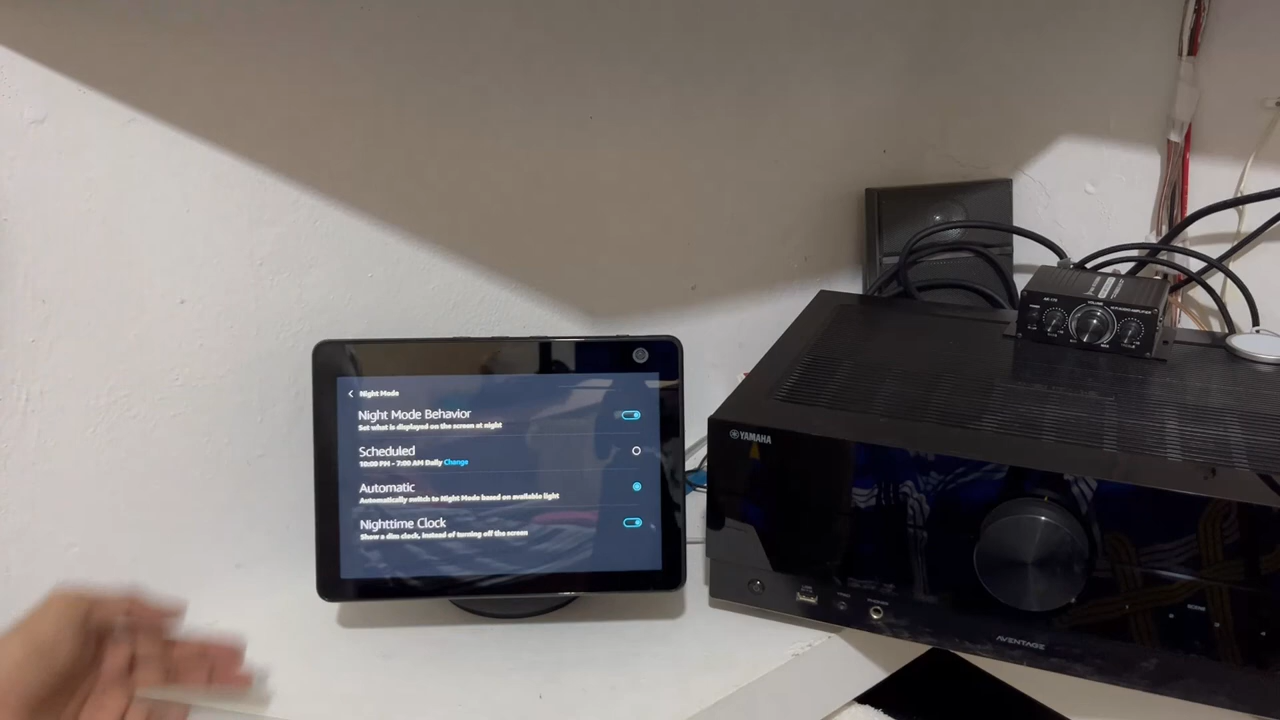 Night Mode
Night Mode Behavior
Set what is displayed on the screen at night
Scheduled
10:00 PM - 7:00 AM Daily Change
Automatic
Automatically switch to Night Mode based on available light
Nighttime Clock
Show a dim clock, instead of turning off the screen
VOLUME
YAMAHA
SCENE
AVENTAGE